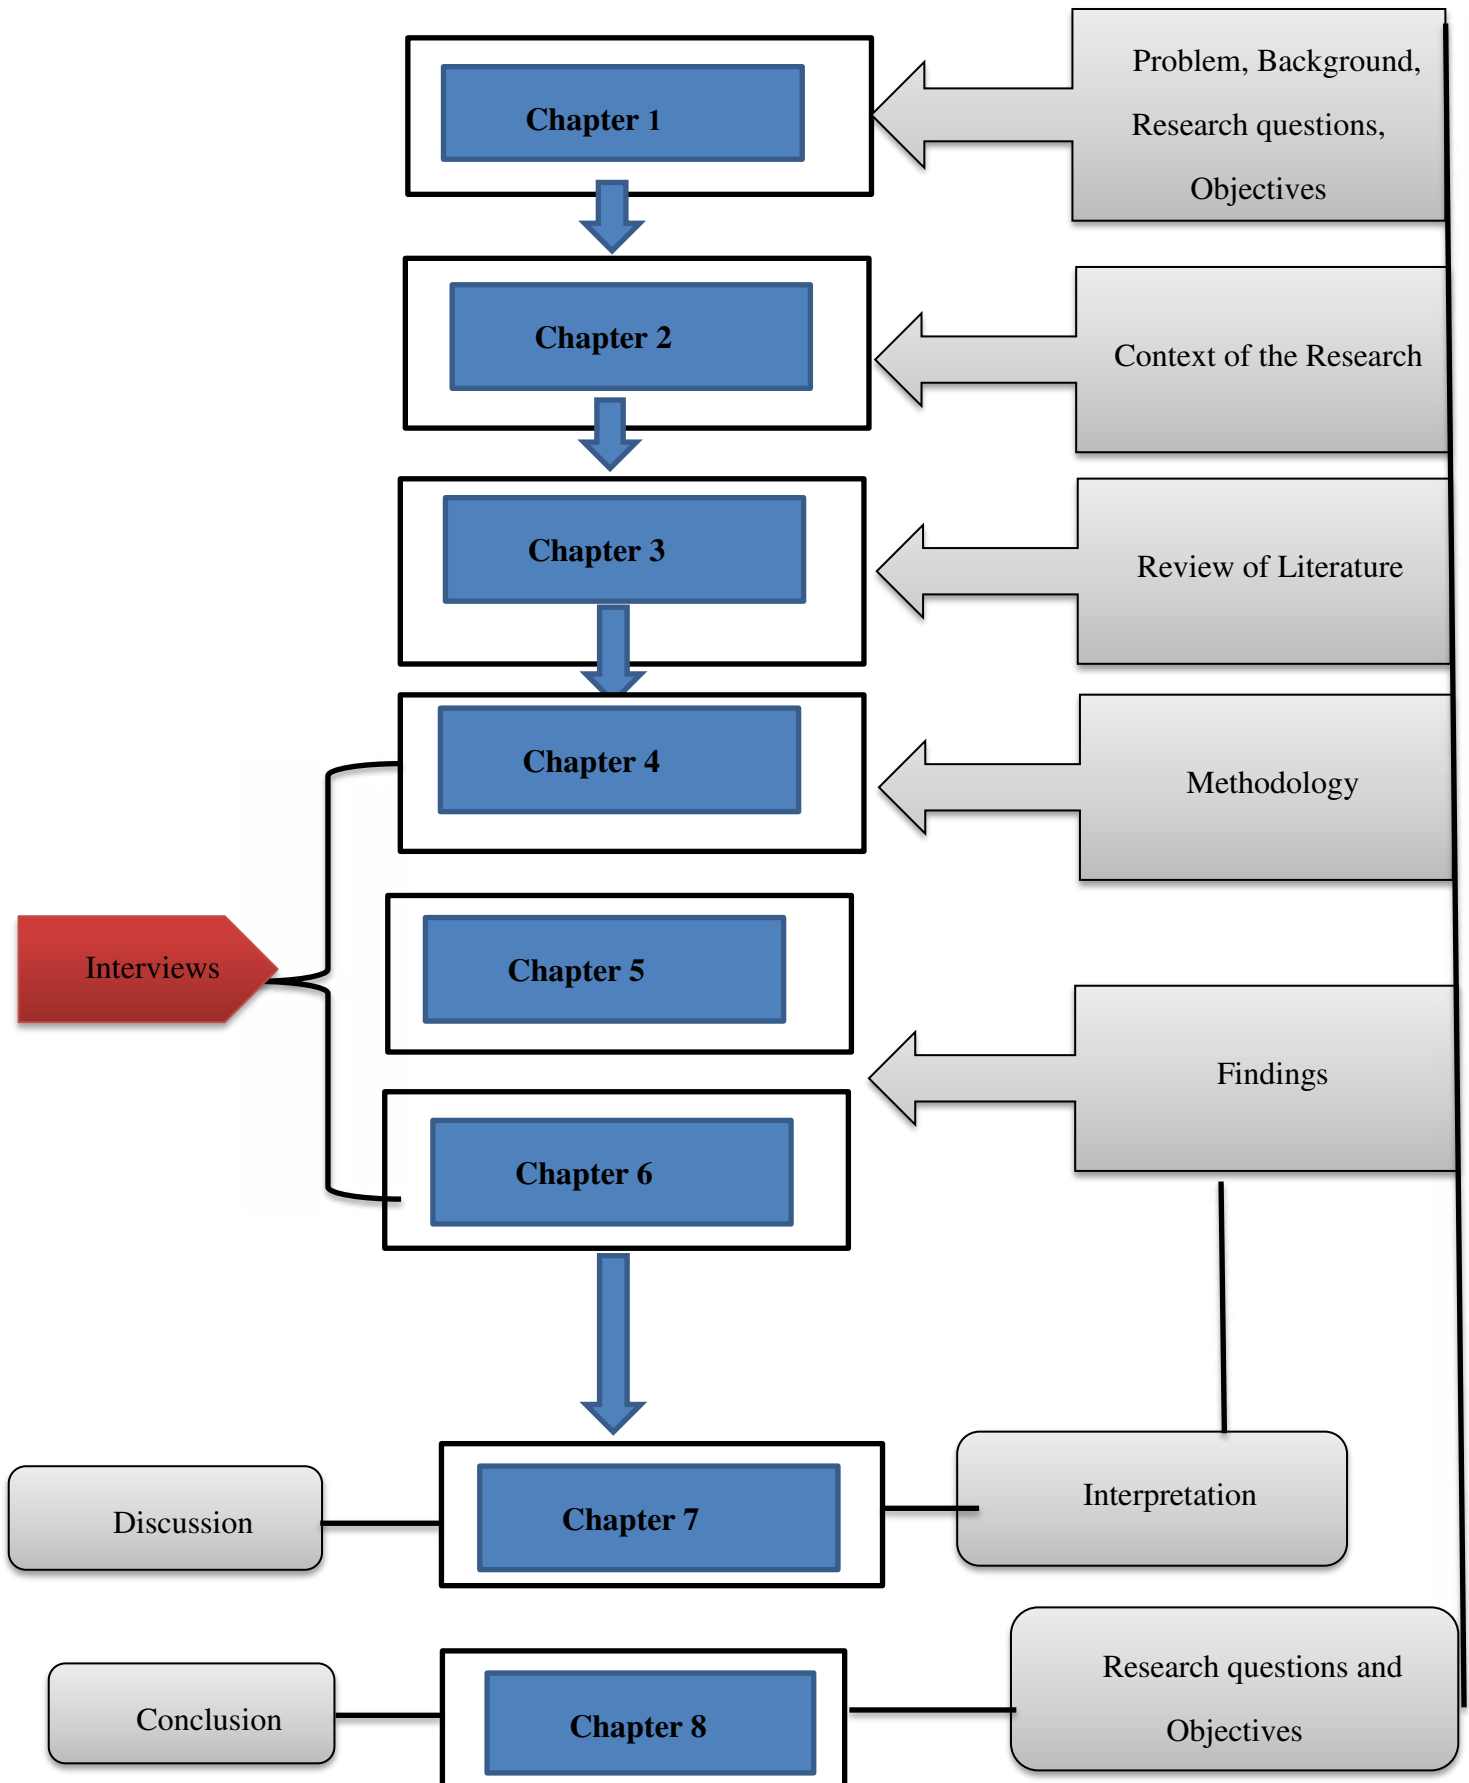 Chapter 1
Problem, Background,
Research questions,
Objectives
Chapter 2
Context of the Research
Chapter 3
Review of Literature
Chapter 4
Methodology
Interviews
Chapter 5
Findings
Chapter 6
Discussion
Chapter 7
Interpretation
Conclusion
Chapter 8
Research questions and
Objectives